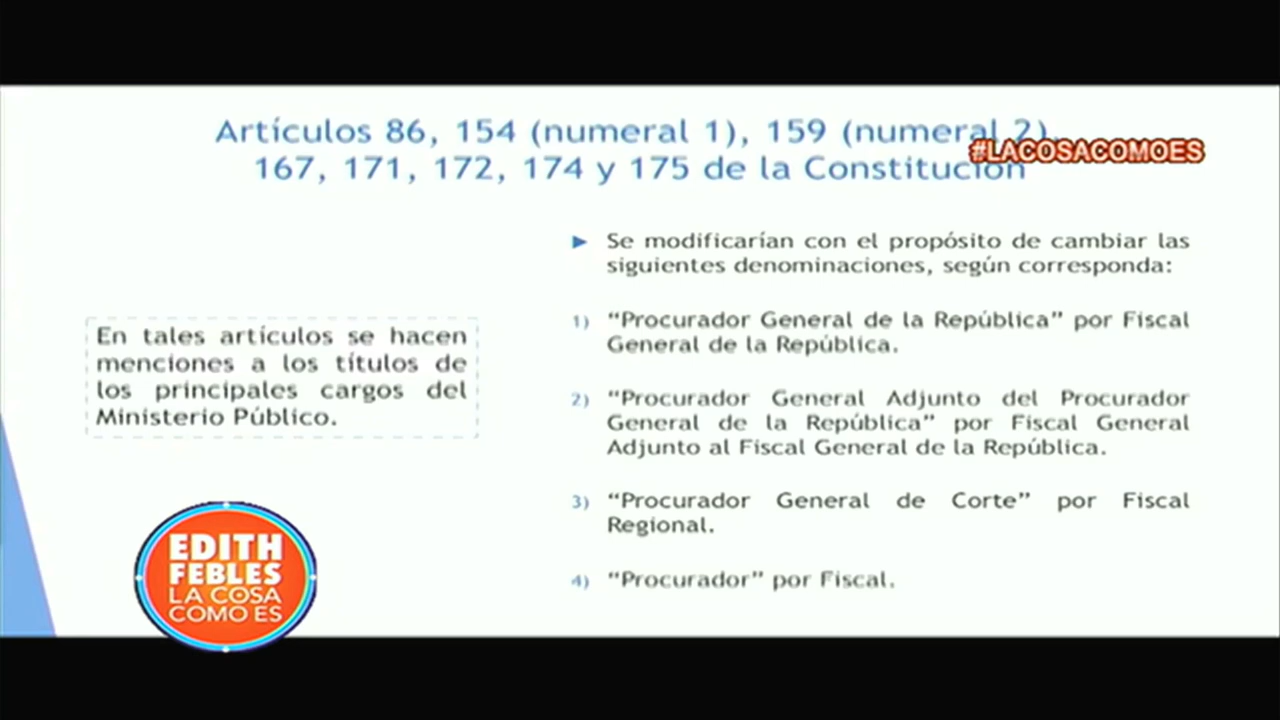 Artículos 86, 154 (numeral 1), 159 (numeral 2),
167, 171, 172, 174 y 175 de la Constitución
#LACOSACOMOES
En tales artículos se hacen
menciones a los títulos de
los principales cargos del
Ministerio Público.
► Se modificarían con el propósito de cambiar las
siguientes denominaciones, según corresponda:
1) “Procurador General de la República” por Fiscal
General de la República.
2) “Procurador General Adjunto del Procurador
General de la República” por Fiscal General
Adjunto al Fiscal General de la República.
3) “Procurador General de Corte” por Fiscal
Regional.
4) “Procurador” por Fiscal.
EDITH
FEBLES
LA COSA
COMO ES